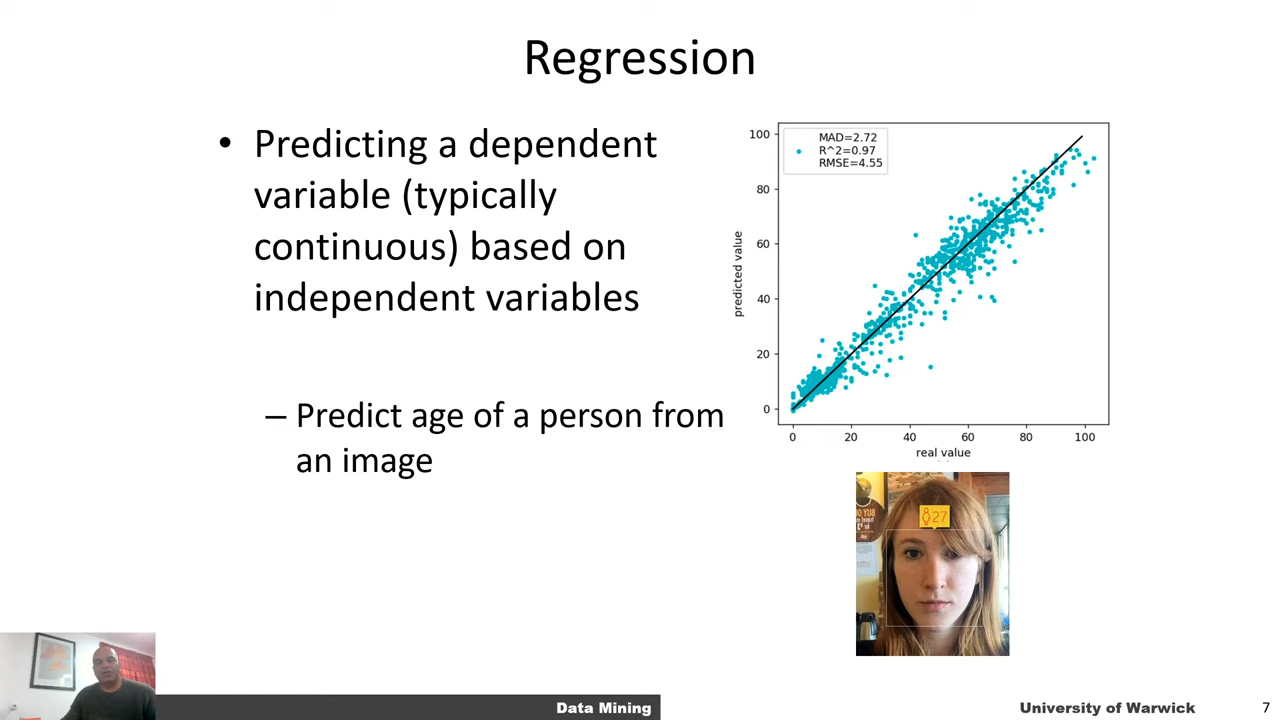 Regression
• Predicting a dependent
variable (typically
continuous) based on
independent variables
– Predict age of a person from
an image
MAD=2.72
R^2=0.97
RMSE=4.55
100
80
60
40
20
0
predicted value
0 20 40 60 80 100
real value
27
Data Mining
University of Warwick
7